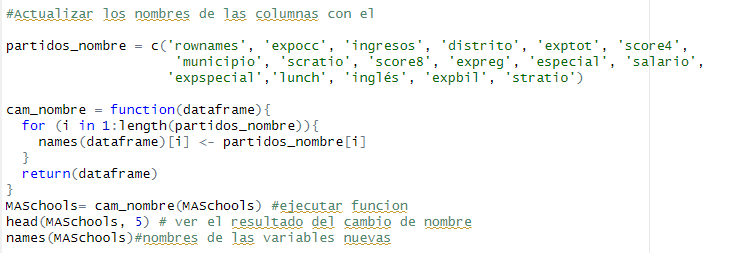 #Actualizar los nombres de las columnas con el
partidos_nombre = c('rownames', 'expocc', 'ingresos', 'distrito', 'exptot', 'score4',
'municipio', 'scratio', 'score8', 'expreg', 'especial', 'salario',
'expspecial','lunch', 'inglés', 'expbil', 'stratio')
cam_nombre = function(dataframe){
for (i in 1:length(partidos_nombre)){
names(dataframe)[i] <- partidos_nombre[i]
}
return(dataframe)
}
MASchools= cam_nombre(MASchools) #ejecutar funcion
head(MASchools, 5) # ver el resultado del cambio de nombre
names(MASchools)#nombres de las variables nuevas